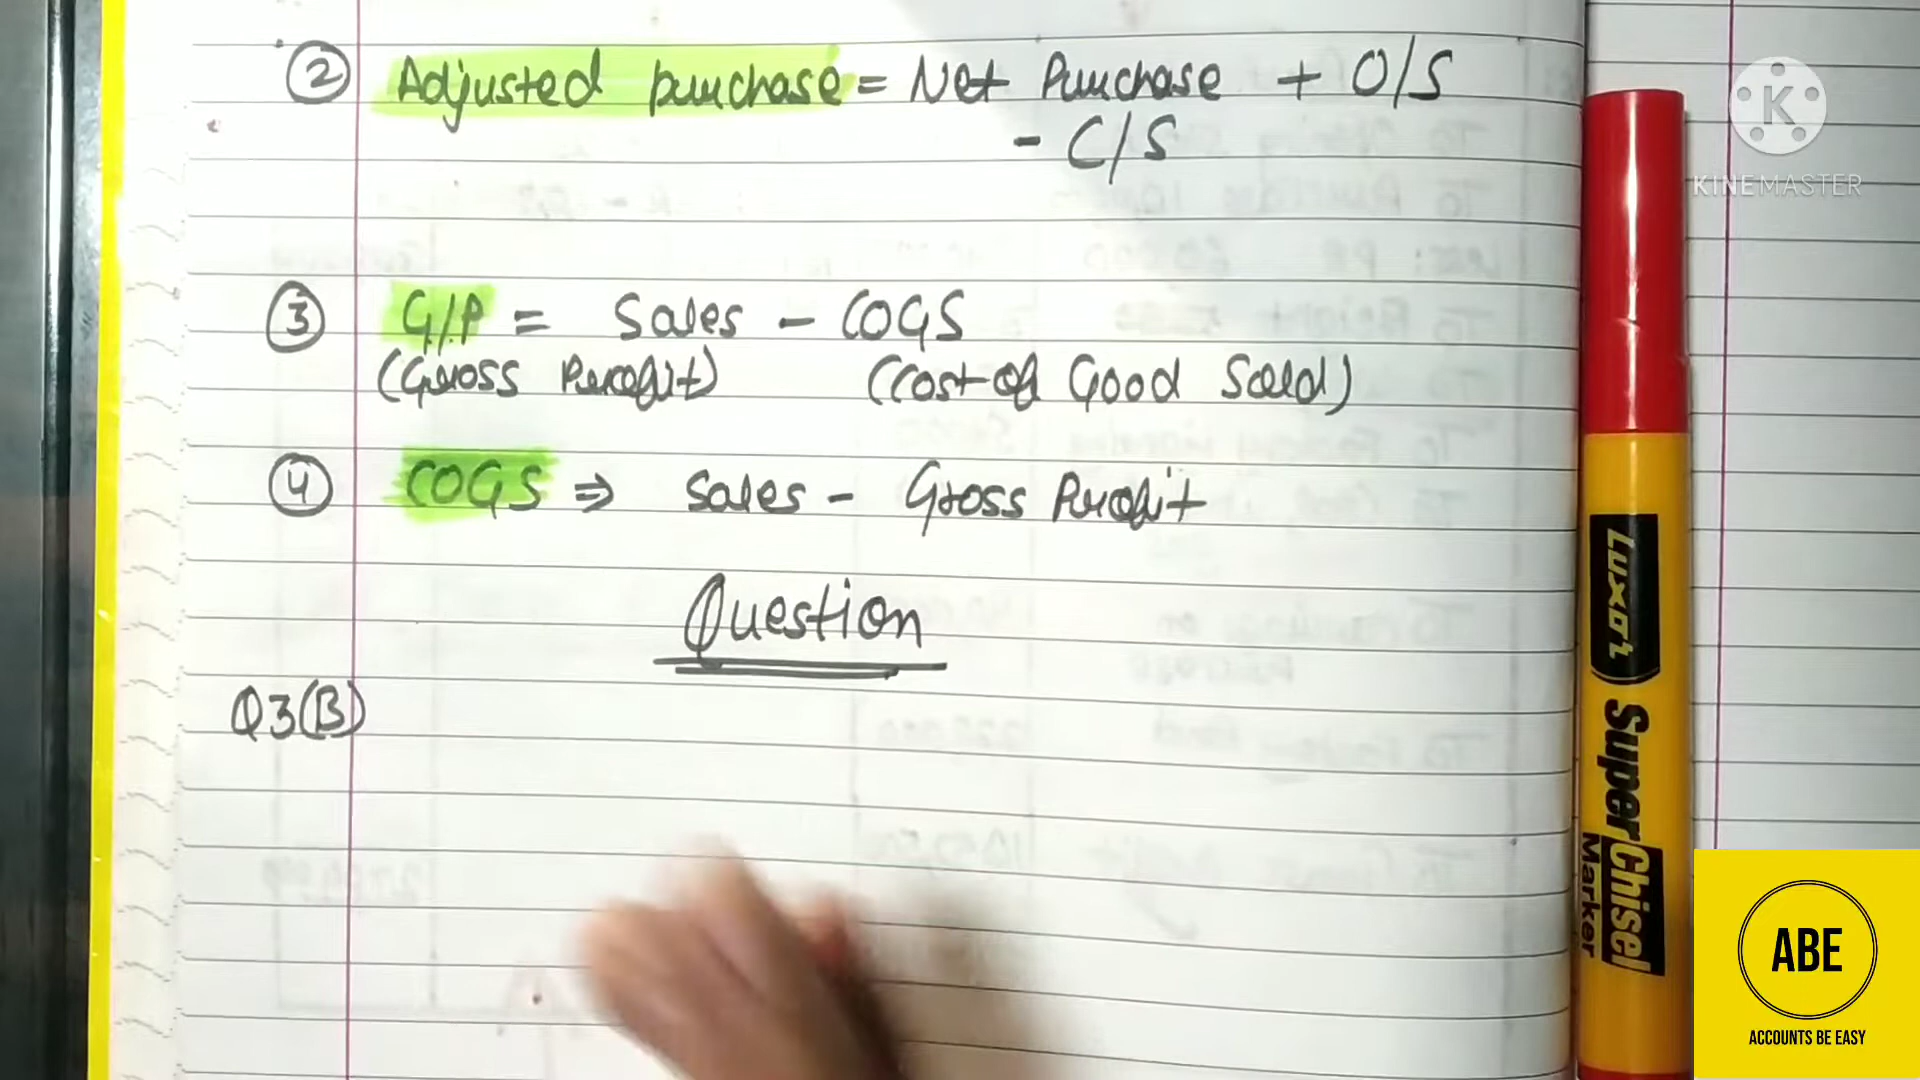 ② Adjusted purchase = Net Purchase + O/S
- C/S
③ G/P = Sales - COGS
(Gross Profit) (Cost of Good Sold)
④ COGS ⇒ Sales - Gross Profit
Question
Q3(B)
K
KINEMASTER
Luxor
SuperChisel
Marker
ABE
ACCOUNTS BE EASY